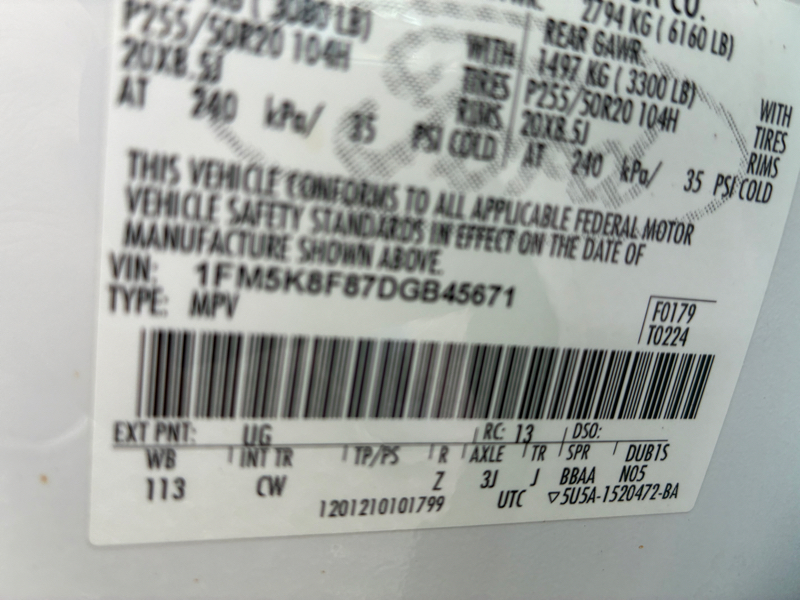 KG ( 3080 LB)
P255/50R20 104H WITH
20X8.5J TIRES
RIMS
AT 240 kPa/ 35 PSI COLD
CO.
2794 KG ( 6160 LB)
REAR GAWR:
1497 KG ( 3300 LB)
P255/50R20 104H WITH
20X8.5J TIRES
RIMS
AT 240 kPa/ 35 PSI COLD
THIS VEHICLE CONFORMS TO ALL APPLICABLE FEDERAL MOTOR
VEHICLE SAFETY STANDARDS IN EFFECT ON THE DATE OF
MANUFACTURE SHOWN ABOVE.
VIN: 1FM5K8F87DGB45671
TYPE: MPV
F0179
T0224
EXT PNT: UG RC: 13 DSO:
WB INT TR TP/PS R AXLE TR SPR DUB1S
113 CW Z 3J J BBAA N05
1201210101799 UTC ▽5U5A-1520472-BA